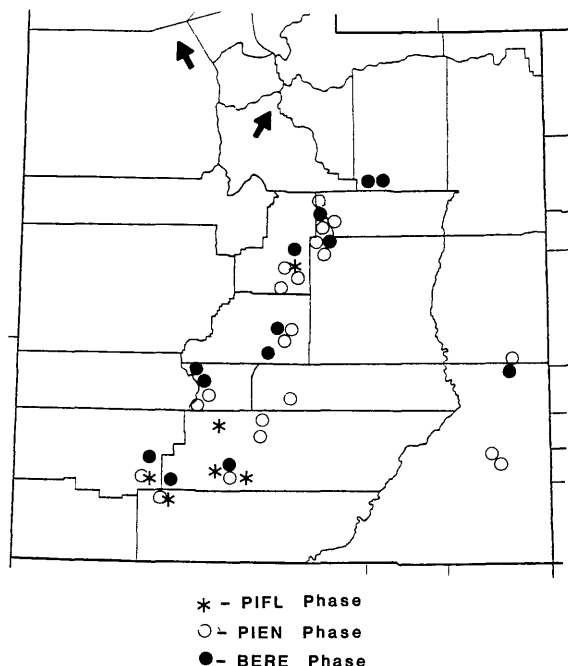 * - PIFL Phase
○ - PIEN Phase
● - BERE Phase